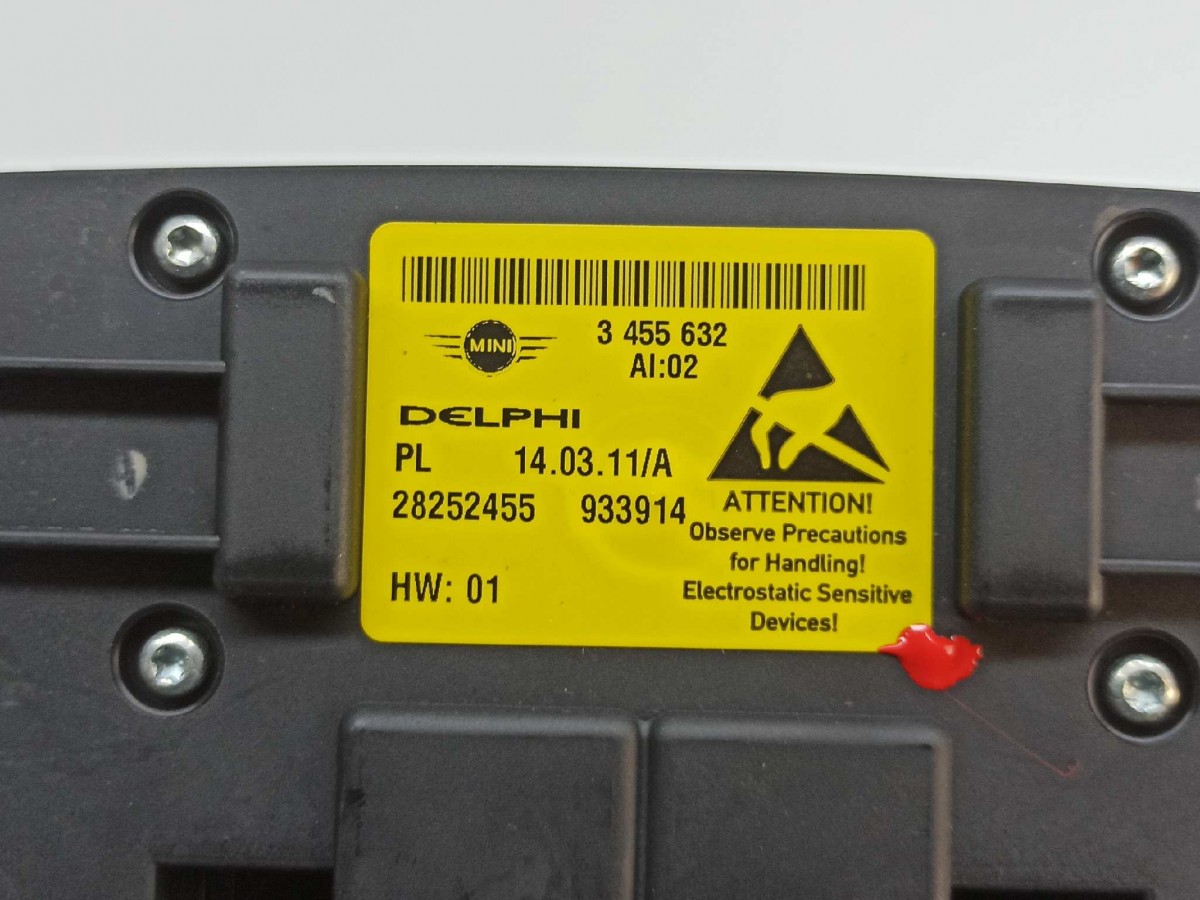 MINI
3 455 632
AI:02
DELPHI
PL 14.03.11/A
28252455 933914
HW: 01
ATTENTION!
Observe Precautions
for Handling!
Electrostatic Sensitive
Devices!